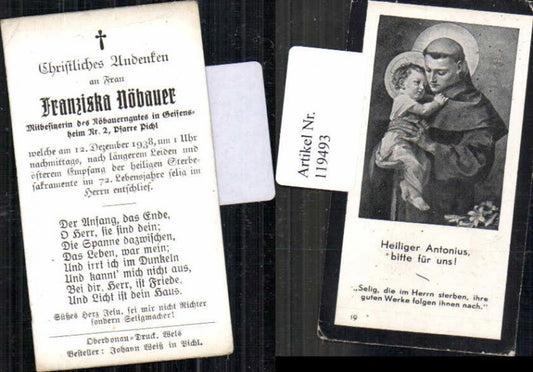 Christliches Andenken
an Frau
Franziska Nöbauer
Mitbesitzerin des Nöbauerngutes in Geisens-
heim Nr. 2, Pfarre Pichl
welche am 12. Dezember 1938, um 1 Uhr
nachmittags, nach längerem Leiden und
öfterem Empfang der heiligen Sterbe-
sakramente im 72. Lebensjahre selig im
Herrn entschlief.
Der Anfang, das Ende,
O Herr, sie sind dein;
Die Spanne dazwischen,
Das Leben, war mein;
Und irrt ich im Dunkeln
Und kannt' mich nicht aus,
Bei dir, Herr, ist Friede,
Und Licht ist dein Haus.
Süßes Herz Jesu, sei mir nicht Richter
sondern Seligmacher!
Oberdonau-Druck, Wels
Besteller: Johann Weiß in Pichl.
Artikel Nr.
119493
Heiliger Antonius,
bitte für uns!
„Selig, die im Herrn sterben, ihre
guten Werke folgen ihnen nach."
19